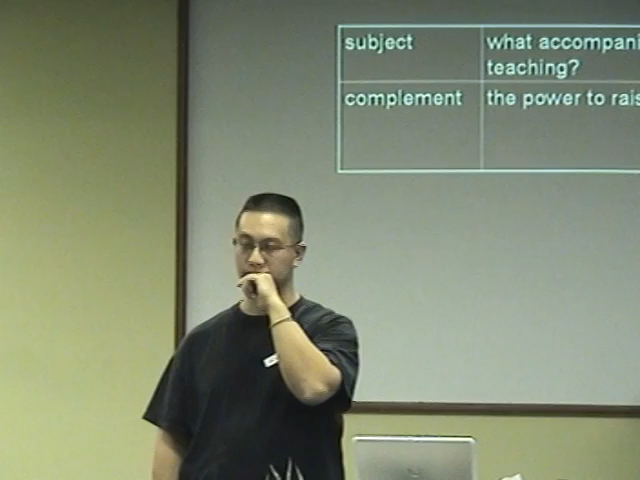 subject
what accompani
teaching?
complement
the power to rais